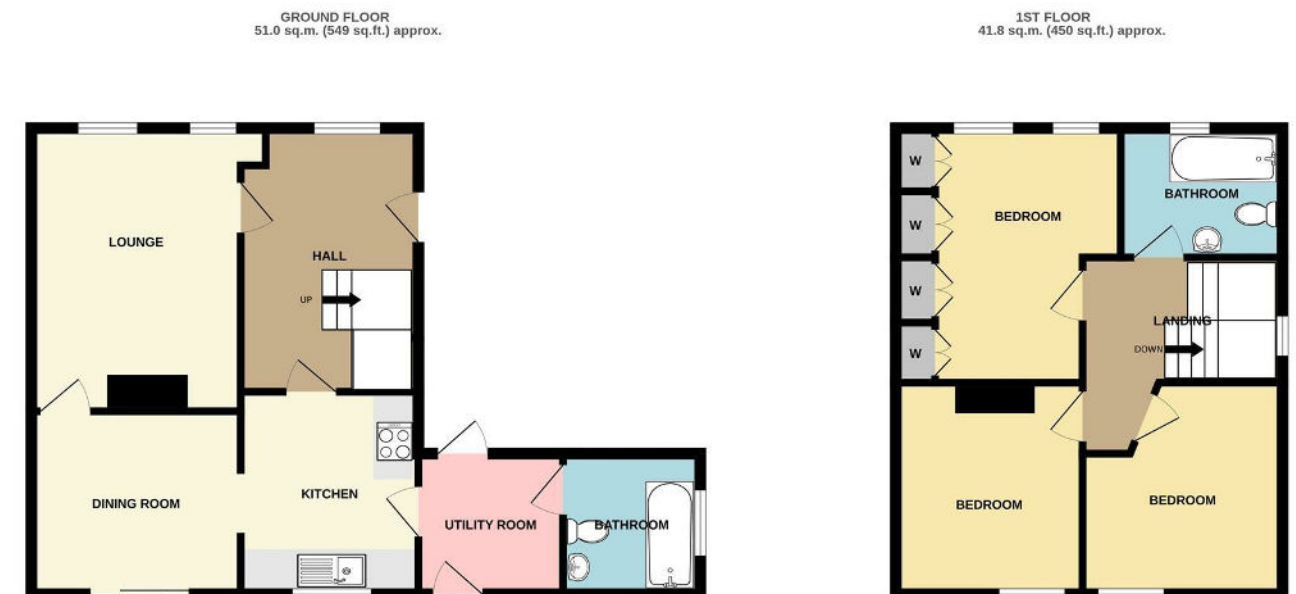 GROUND FLOOR
51.0 sq.m. (549 sq.ft.) approx.
LOUNGE
HALL
UP
DINING ROOM
KITCHEN
UTILITY ROOM
BATHROOM
1ST FLOOR
41.8 sq.m. (450 sq.ft.) approx.
W
BATHROOM
BEDROOM
W
W
LANDING
DOWN
W
BEDROOM
BEDROOM